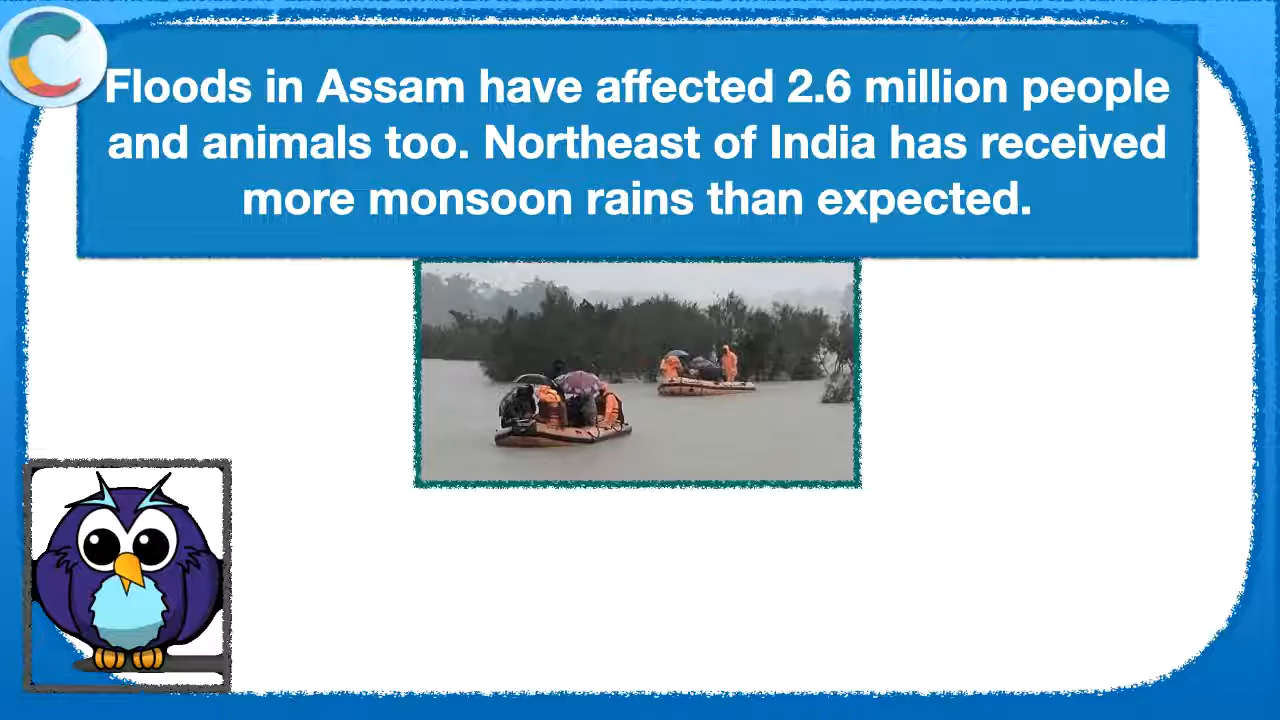 Floods in Assam have affected 2.6 million people
and animals too. Northeast of India has received
more monsoon rains than expected.